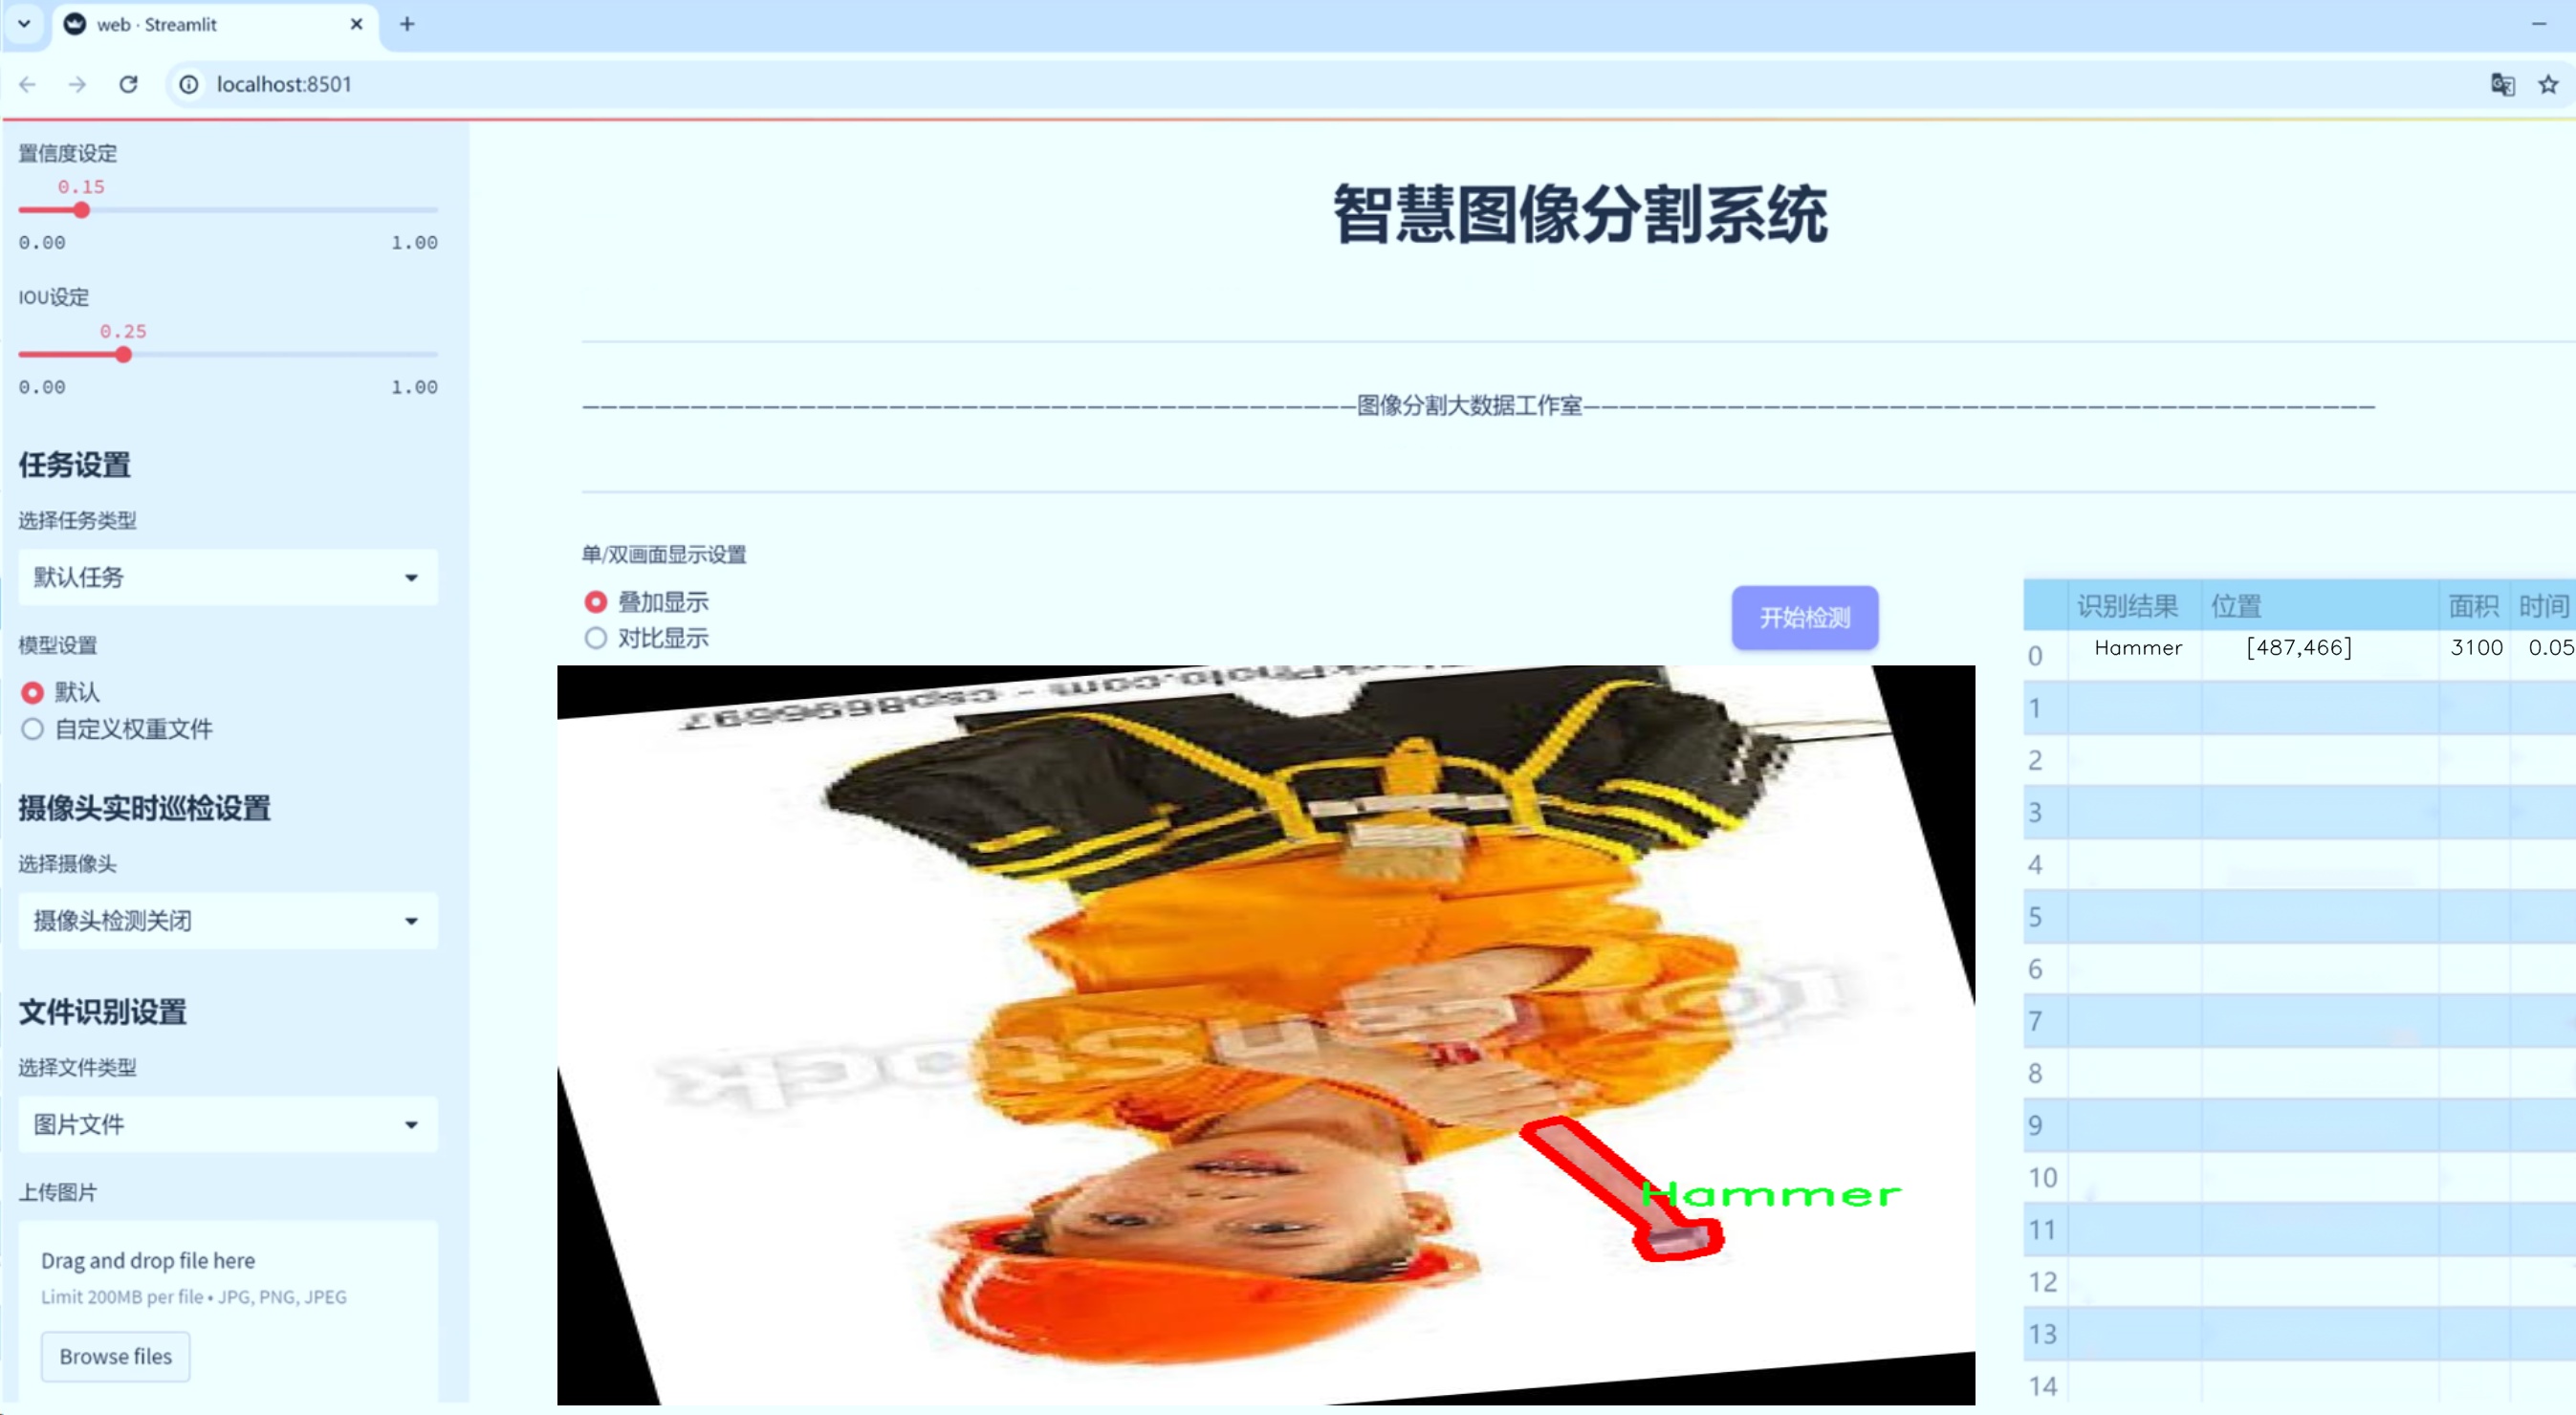 web · Streamlit
localhost:8501
置信度设定
0.15
0.00 1.00
IOU设定
0.25
0.00 1.00
任务设置
选择任务类型
默认任务
模型设置
默认
自定义权重文件
摄像头实时巡检设置
选择摄像头
摄像头检测关闭
文件识别设置
选择文件类型
图片文件
上传图片
Drag and drop file here
Limit 200MB per file • JPG, PNG, JPEG
Browse files
智慧图像分割系统
图像分割大数据工作室
单/双画面显示设置
叠加显示
对比显示
开始检测
Hammer
识别结果 位置 面积 时间
0 Hammer [487,466] 3100 0.05
1
2
3
4
5
6
7
8
9
10
11
12
13
14